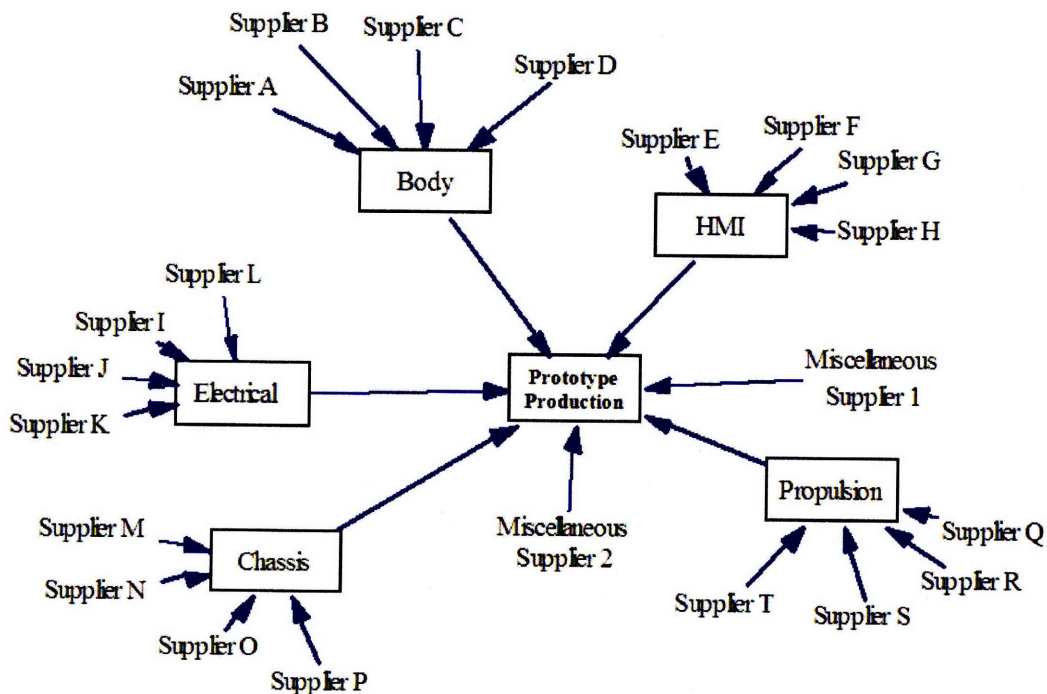 Supplier B
Supplier C
Supplier D
Supplier A
Body
Supplier F
Supplier E
Supplier G
HMI
Supplier H
Supplier L
Supplier I
Supplier J
Electrical
Supplier K
Prototype
Production
Miscellaneous
Supplier 1
Propulsion
Supplier M
Chassis
Supplier N
Miscellaneous
Supplier 2
Supplier Q
Supplier R
Supplier T
Supplier S
Supplier O
Supplier P